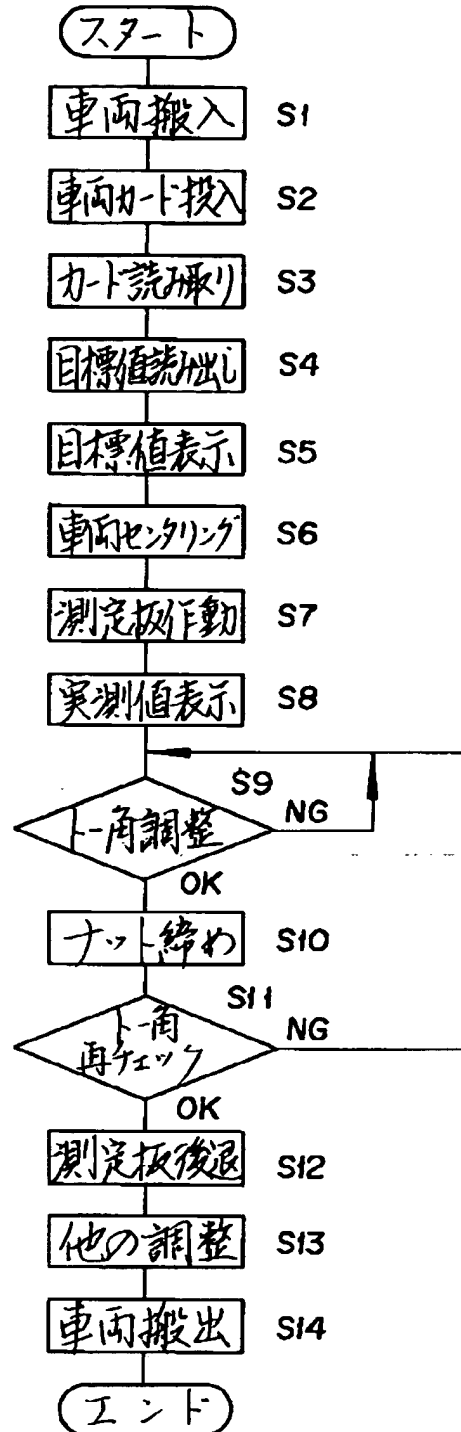 スタート
車両搬入 S1
車両カード投入 S2
カード読み取り S3
目標値読み出し S4
目標値表示 S5
車両センタリング S6
測定板作動 S7
実測値表示 S8
S9
トー角調整 NG
OK
ナット締め S10
S11
トー角 NG
再チェック
OK
測定板後退 S12
他の調整 S13
車両搬出 S14
エンド